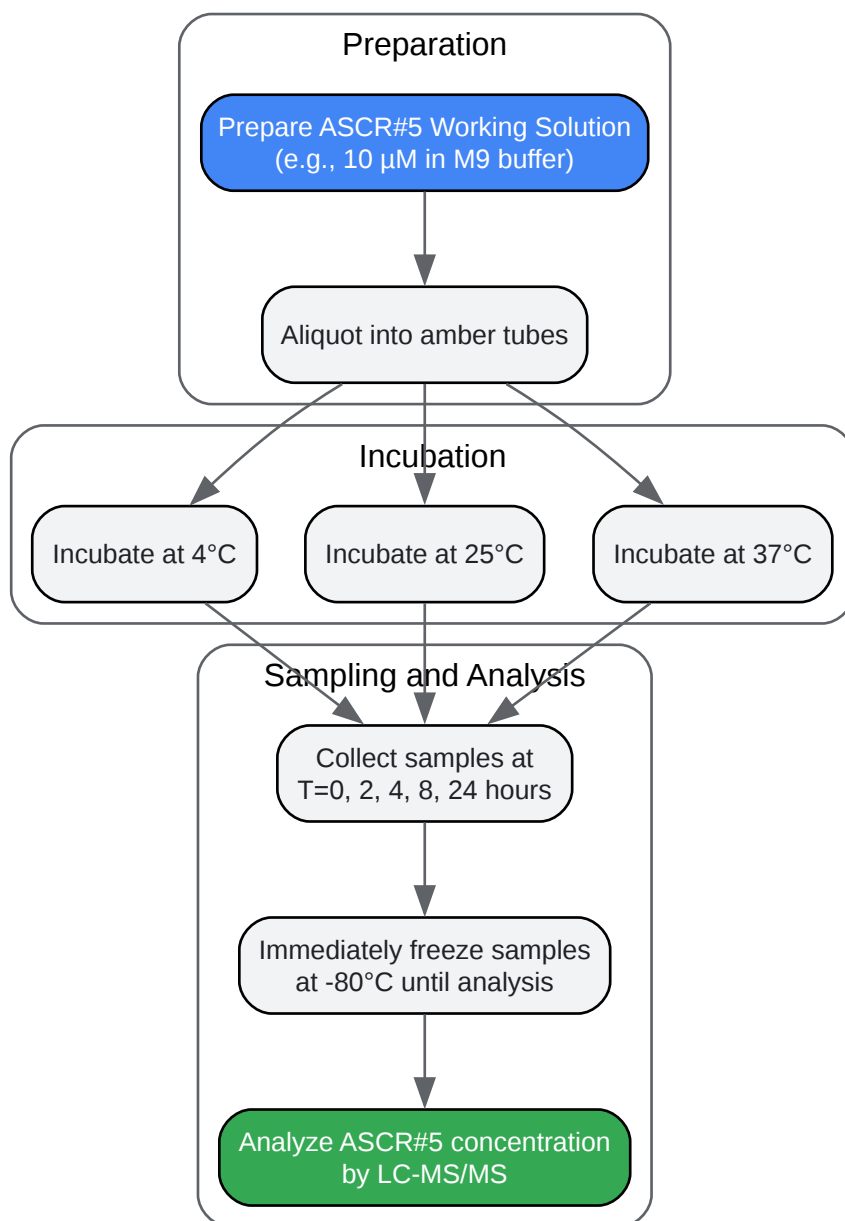 Preparation
Prepare ASCR#5 Working Solution
(e.g., 10 µM in M9 buffer)
Aliquot into amber tubes
Incubation
Incubate at 4°C
Incubate at 25°C
Incubate at 37°C
Sampling and Analysis
Collect samples at
T=0, 2, 4, 8, 24 hours
Immediately freeze samples
at -80°C until analysis
Analyze ASCR#5 concentration
by LC-MS/MS